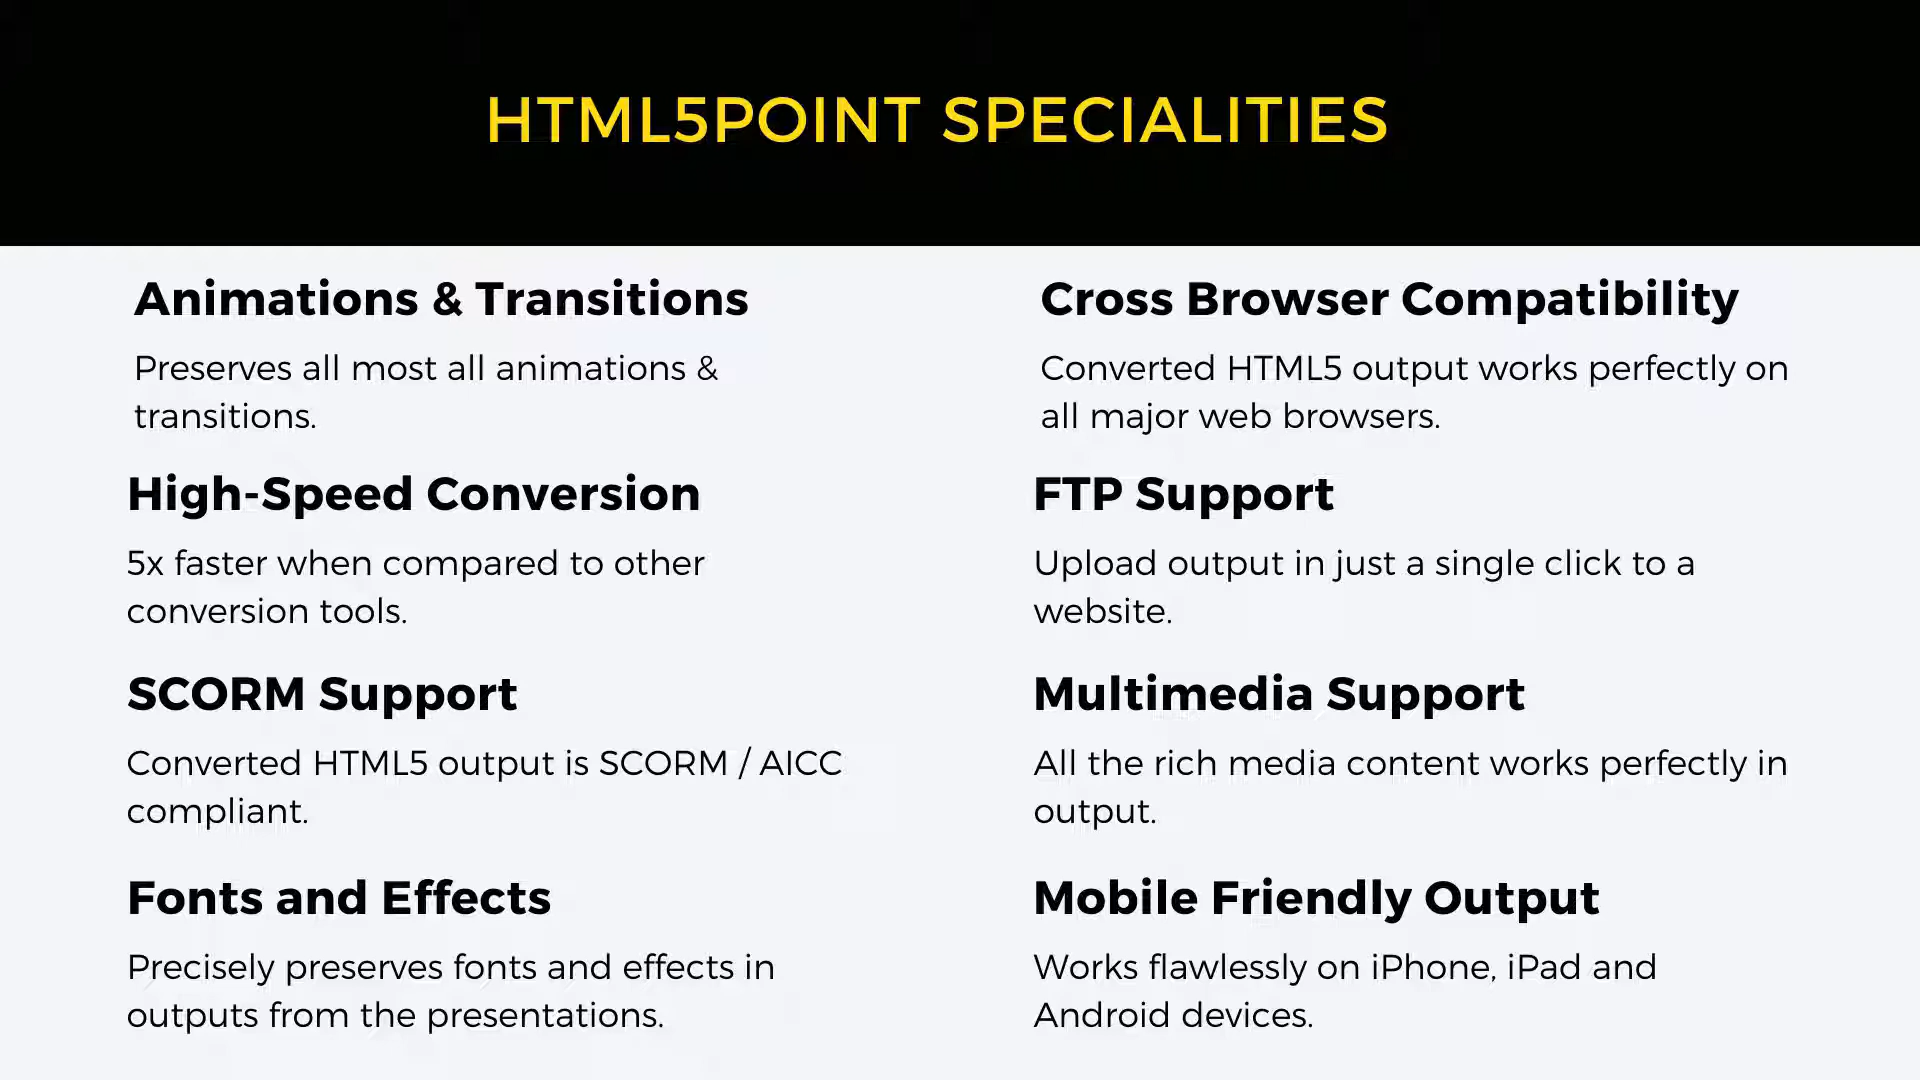 HTML5POINT SPECIALITIES
Animations & Transitions
Preserves all most all animations &
transitions.
High-Speed Conversion
5x faster when compared to other
conversion tools.
SCORM Support
Converted HTML5 output is SCORM / AICC
compliant.
Fonts and Effects
Precisely preserves fonts and effects in
outputs from the presentations.
Cross Browser Compatibility
Converted HTML5 output works perfectly on
all major web browsers.
FTP Support
Upload output in just a single click to a
website.
Multimedia Support
All the rich media content works perfectly in
output.
Mobile Friendly Output
Works flawlessly on iPhone, iPad and
Android devices.